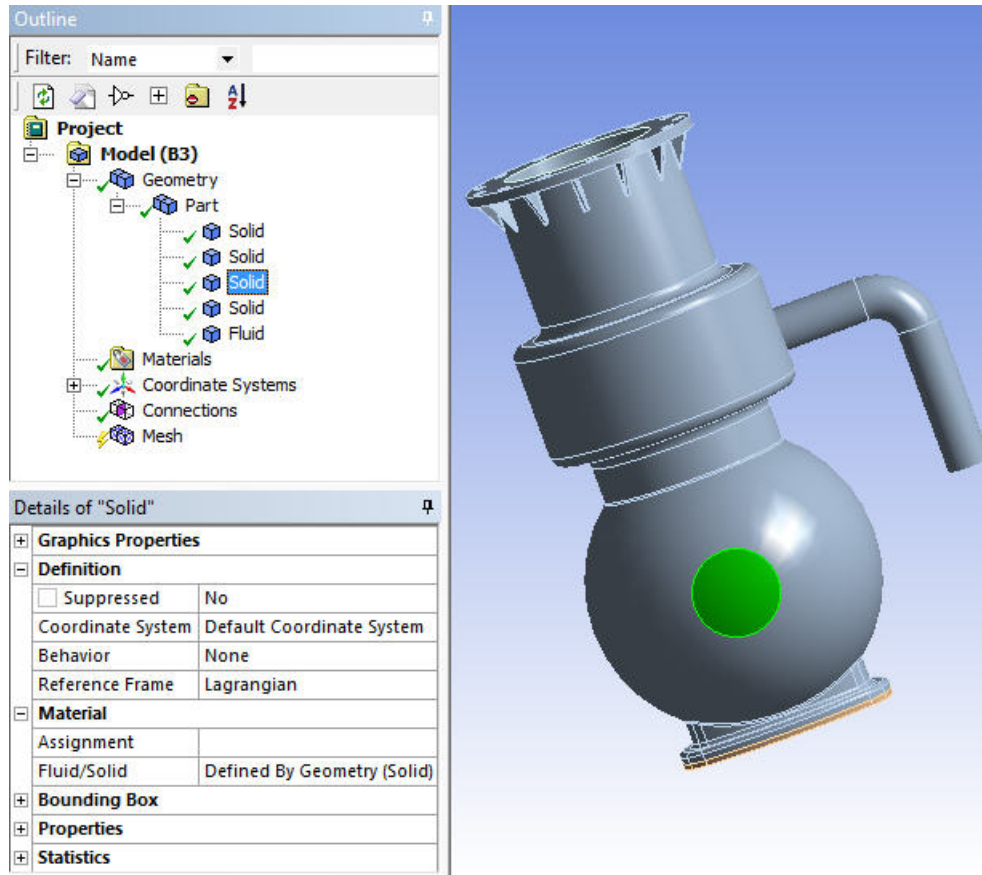 Outline
Filter: Name
A
Z
Project
Model (B3)
Geometry
Part
Solid
Solid
Solid
Solid
Fluid
Materials
Coordinate Systems
Connections
Mesh
Details of "Solid"
Graphics Properties
Definition
Suppressed No
Coordinate System Default Coordinate System
Behavior None
Reference Frame Lagrangian
Material
Assignment
Fluid/Solid Defined By Geometry (Solid)
Bounding Box
Properties
Statistics